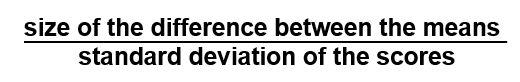 size of the difference between the means
standard deviation of the scores